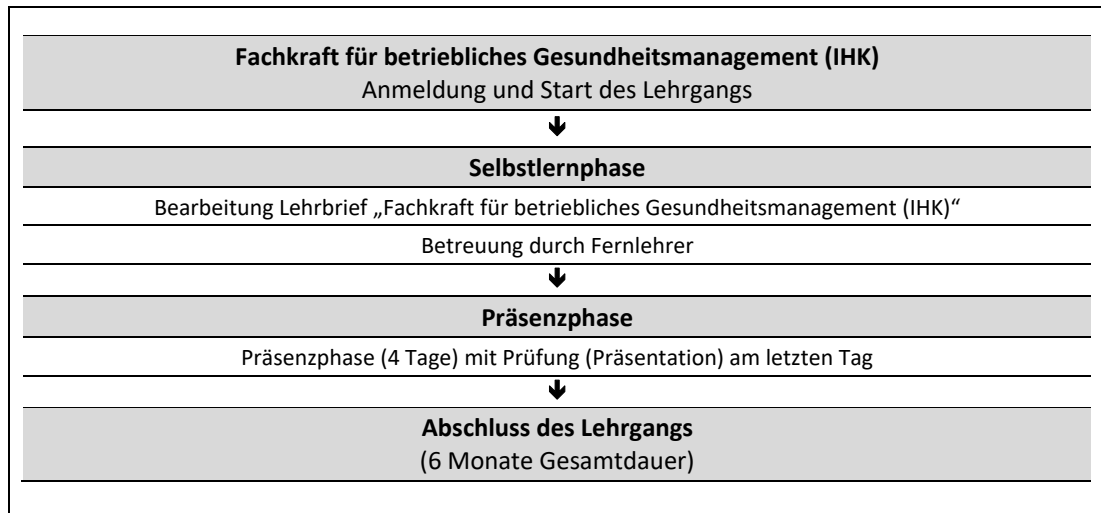 Fachkraft für betriebliches Gesundheitsmanagement (IHK)
Anmeldung und Start des Lehrgangs
Selbstlernphase
Bearbeitung Lehrbrief „Fachkraft für betriebliches Gesundheitsmanagement (IHK)“
Betreuung durch Fernlehrer
Präsenzphase
Präsenzphase (4 Tage) mit Prüfung (Präsentation) am letzten Tag
Abschluss des Lehrgangs
(6 Monate Gesamtdauer)